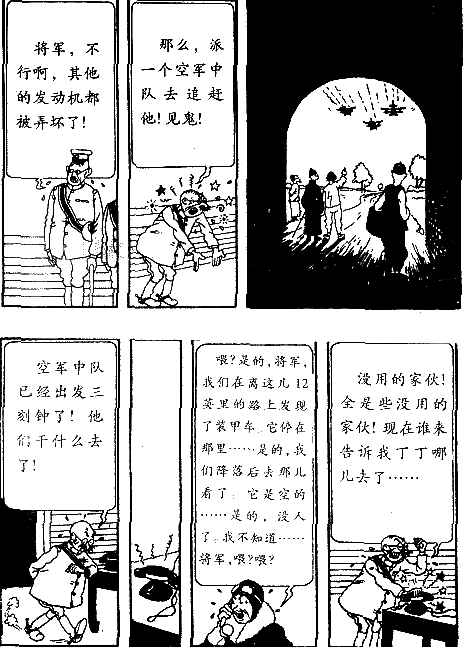 将军，不
行啊，其他
的发动机都
被弄坏了！
那么，派
一个空军中
队去追赶
他！见鬼！
空军中队
已经出发三
刻钟了！他
们干什么去
了！
喂？是的，将军，
我们在离这儿12
英里的路上发现
了装甲车。它停在
那里……是的，我
们降落后去那儿
看了。它是空的
……是的，没人
了。我不知道……
将军，喂？喂？
没用的家伙！
全是些没用的
家伙！现在谁来
告诉我丁丁哪
儿去了……